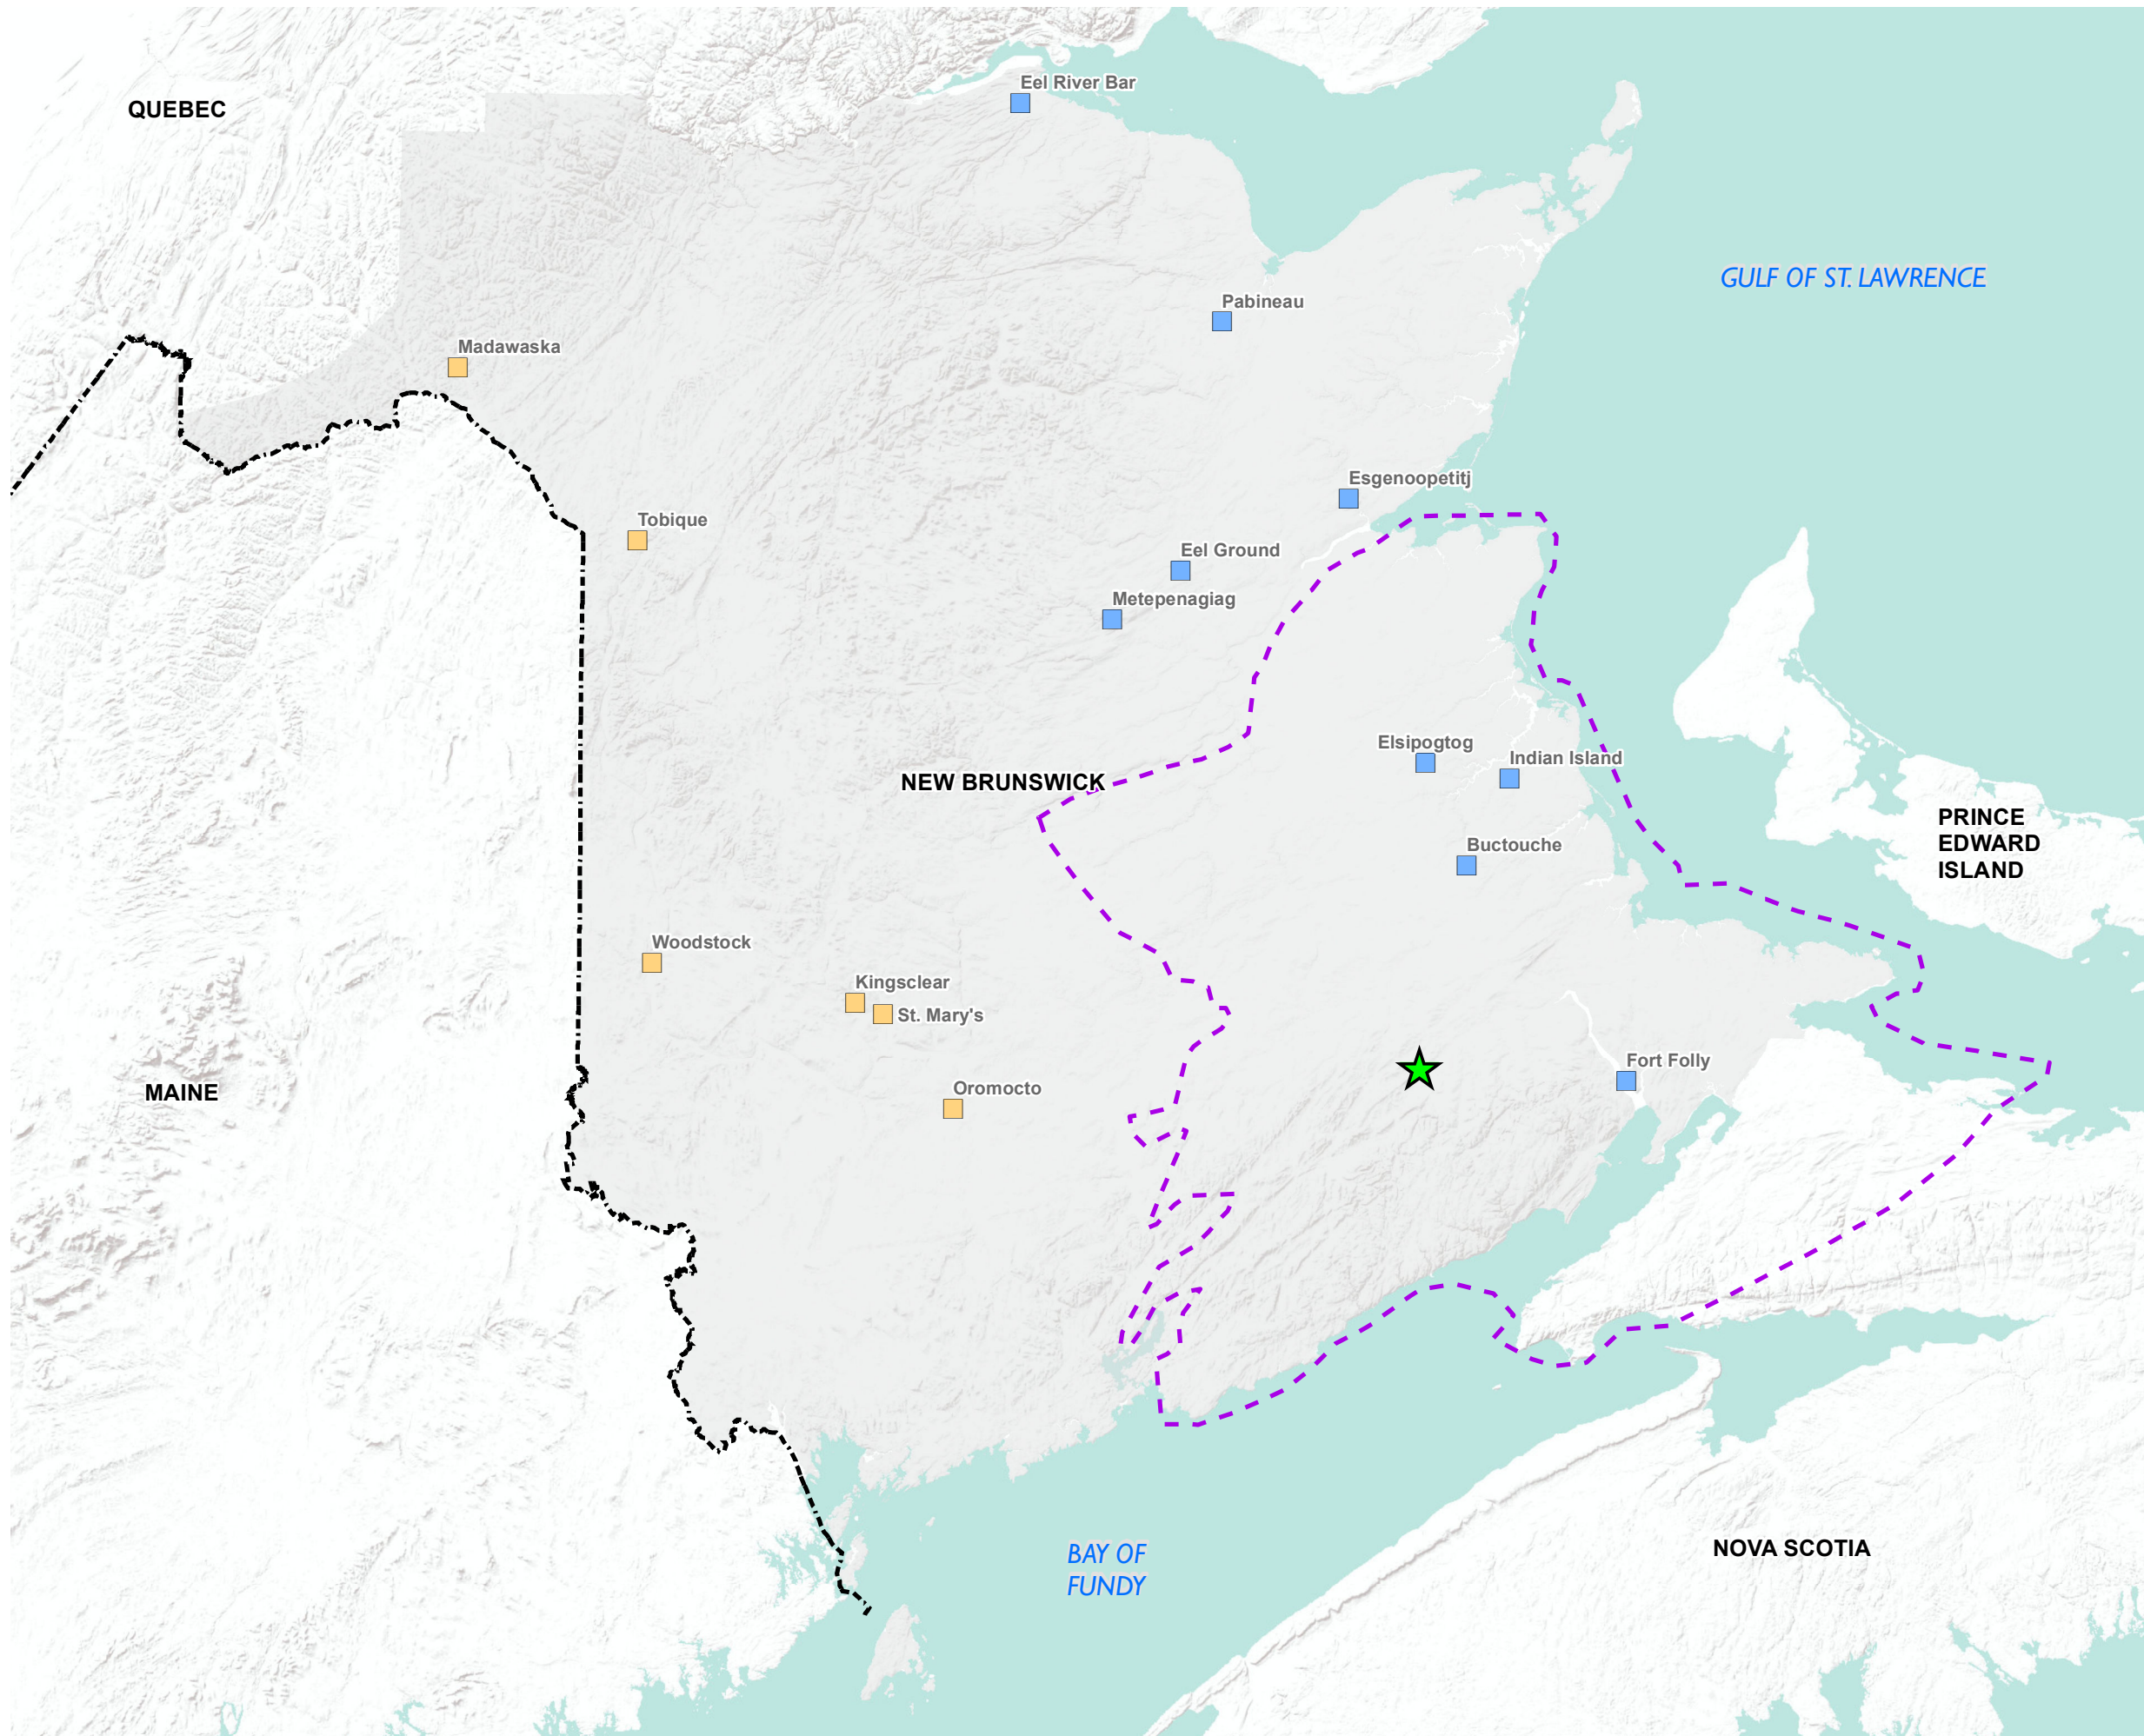 Eel River Bar
QUEBEC
GULF OF ST. LAWRENCE
Pabineau
Madawaska
Esgenoopetitj
Tobique
Eel Ground
Metepenagiag
Elsipogtog
Indian Island
NEW BRUNSWICK
PRINCE
EDWARD
ISLAND
Buctouche
Woodstock
Kingsclear
St. Mary's
Fort Folly
MAINE
Oromocto
BAY OF
FUNDY
NOVA SCOTIA